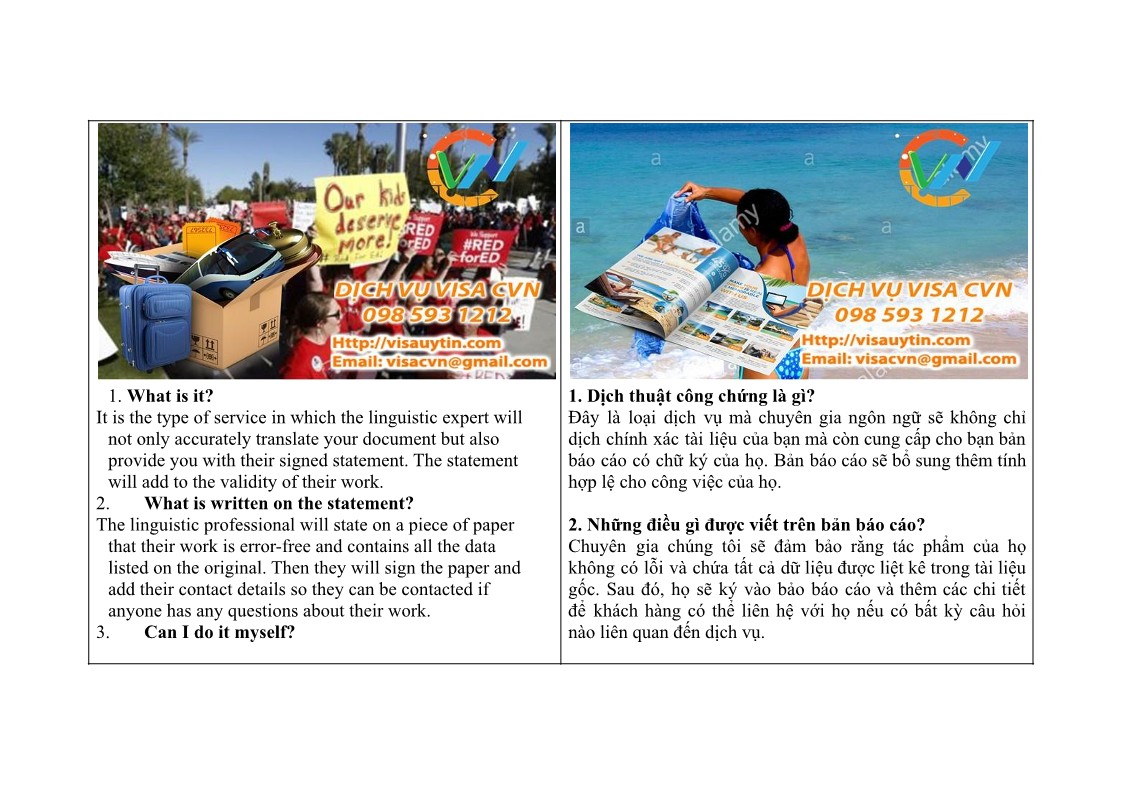 Our kids
deserve
more!
# Red For Ed
#RED
forED
We Support
#RED
forED
DỊCH VỤ VISA CVN
098 593 1212
Http://visauytin.com
Email: visacvn@gmail.com
1. What is it?
It is the type of service in which the linguistic expert will
not only accurately translate your document but also
provide you with their signed statement. The statement
will add to the validity of their work.
2. What is written on the statement?
The linguistic professional will state on a piece of paper
that their work is error-free and contains all the data
listed on the original. Then they will sign the paper and
add their contact details so they can be contacted if
anyone has any questions about their work.
3. Can I do it myself?
a
a
a
a
alamy
DỊCH VỤ VISA CVN
098 593 1212
Http://visauytin.com
Email: visacvn@gmail.com
1. Dịch thuật công chứng là gì?
Đây là loại dịch vụ mà chuyên gia ngôn ngữ sẽ không chỉ
dịch chính xác tài liệu của bạn mà còn cung cấp cho bạn bản
báo cáo có chữ ký của họ. Bản báo cáo sẽ bổ sung thêm tính
hợp lệ cho công việc của họ.
2. Những điều gì được viết trên bản báo cáo?
Chuyên gia chúng tôi sẽ đảm bảo rằng tác phẩm của họ
không có lỗi và chứa tất cả dữ liệu được liệt kê trong tài liệu
gốc. Sau đó, họ sẽ ký vào bảo báo cáo và thêm các chi tiết
để khách hàng có thể liên hệ với họ nếu có bất kỳ câu hỏi
nào liên quan đến dịch vụ.